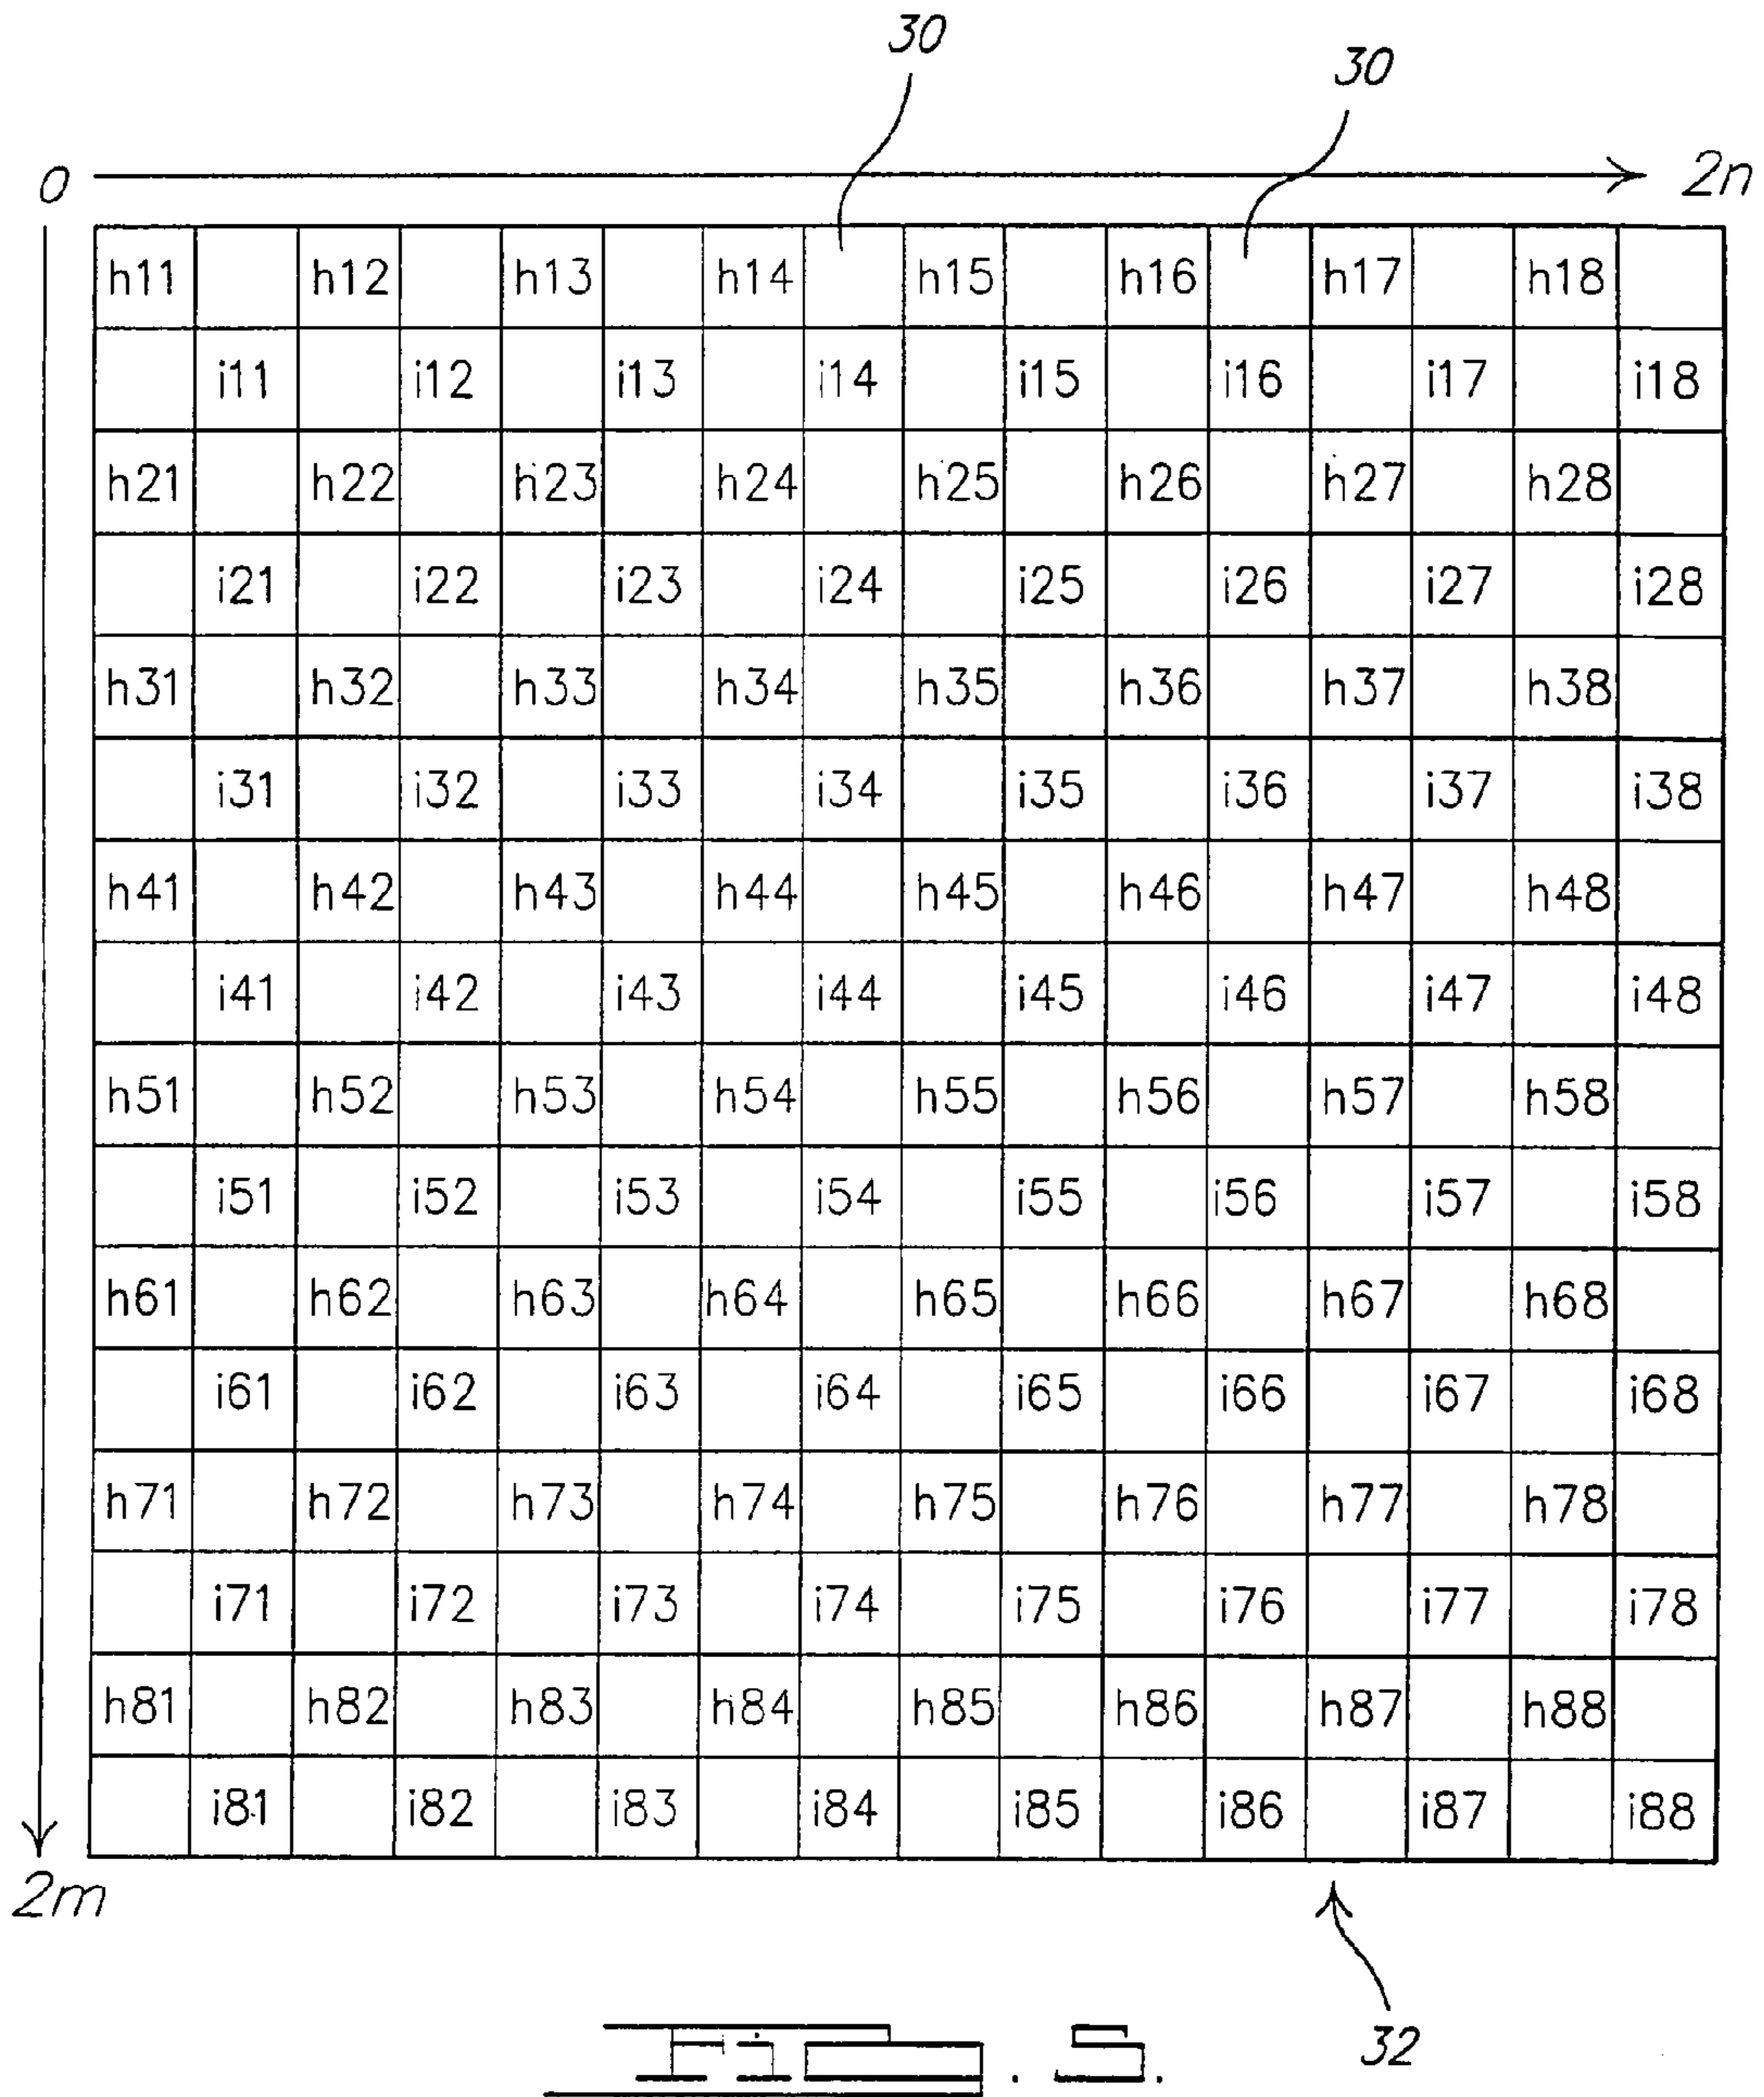 30
30
0 2n
h11 h12 h13 h14 h15 h16 h17 h18
i11 i12 i13 i14 i15 i16 i17 i18
h21 h22 h23 h24 h25 h26 h27 h28
i21 i22 i23 i24 i25 i26 i27 i28
h31 h32 h33 h34 h35 h36 h37 h38
i31 i32 i33 i34 i35 i36 i37 i38
h41 h42 h43 h44 h45 h46 h47 h48
i41 i42 i43 i44 i45 i46 i47 i48
h51 h52 h53 h54 h55 h56 h57 h58
i51 i52 i53 i54 i55 i56 i57 i58
h61 h62 h63 h64 h65 h66 h67 h68
i61 i62 i63 i64 i65 i66 i67 i68
h71 h72 h73 h74 h75 h76 h77 h78
i71 i72 i73 i74 i75 i76 i77 i78
h81 h82 h83 h84 h85 h86 h87 h88
i81 i82 i83 i84 i85 i86 i87 i88
2m
32
Fig. 5.